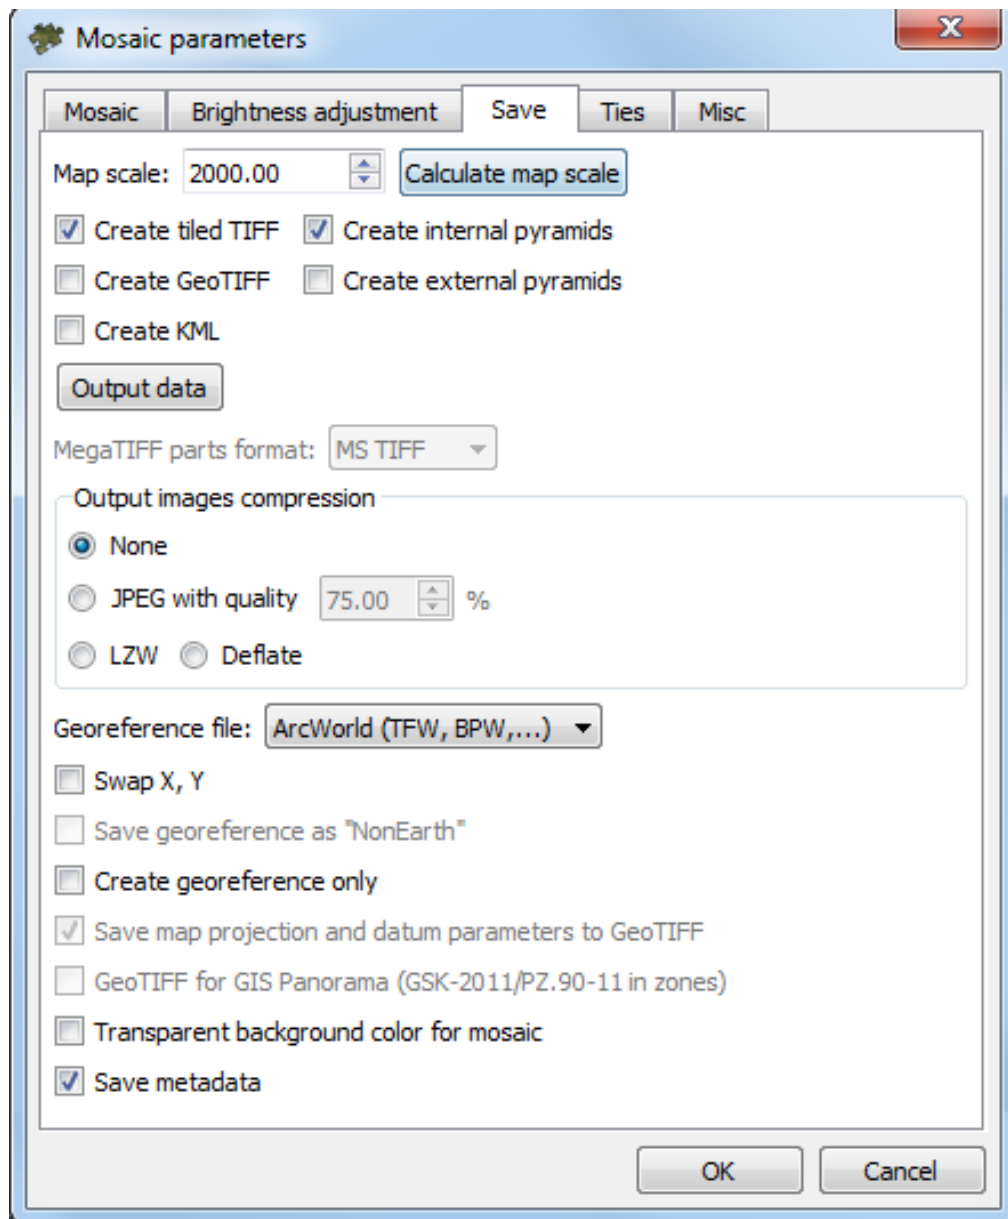 Mosaic parameters
Mosaic Brightness adjustment Save Ties Misc
Map scale: 2000.00 Calculate map scale
Create tiled TIFF Create internal pyramids
Create GeoTIFF Create external pyramids
Create KML
Output data
MegaTIFF parts format: MS TIFF
Output images compression
None
JPEG with quality 75.00 %
LZW Deflate
Georeference file: ArcWorld (TFW, BPW,...)
Swap X, Y
Save georeference as "NonEarth"
Create georeference only
Save map projection and datum parameters to GeoTIFF
GeoTIFF for GIS Panorama (GSK-2011/PZ.90-11 in zones)
Transparent background color for mosaic
Save metadata
OK Cancel